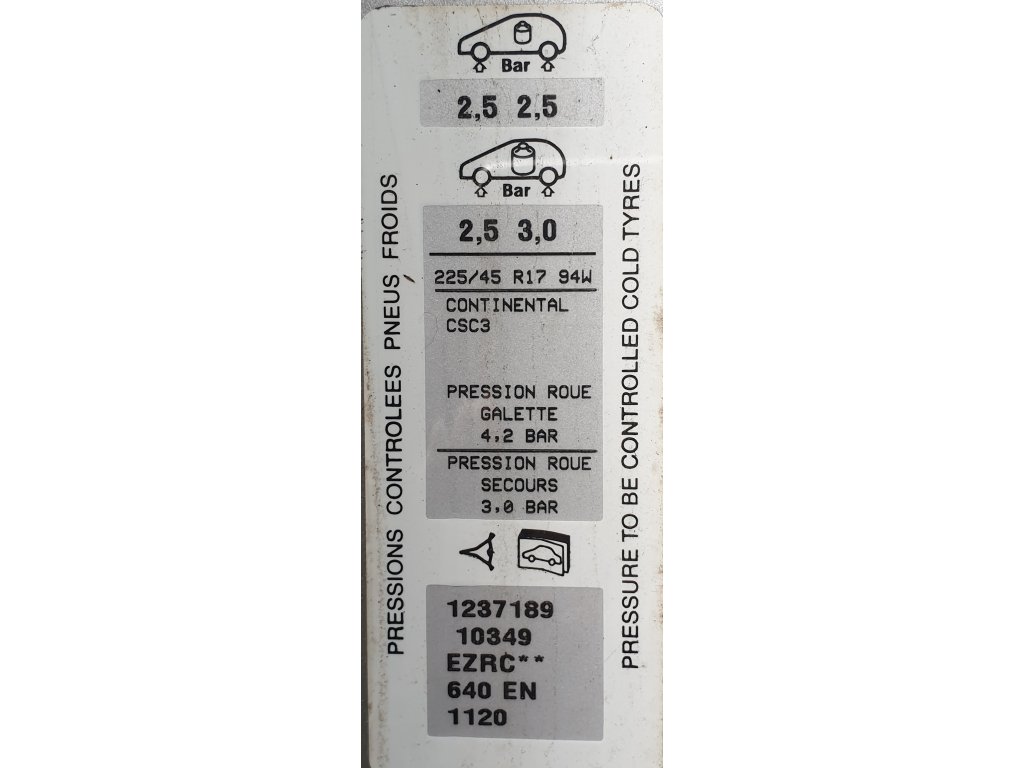 Bar
2,5 2,5
Bar
2,5 3,0
225/45 R17 94W
CONTINENTAL
CSC3
PRESSION ROUE
GALETTE
4,2 BAR
PRESSION ROUE
SECOURS
3,0 BAR
1237189
10349
EZRC**
640 EN
1120
PRESSIONS CONTROLEES PNEUS FROIDS
PRESSURE TO BE CONTROLLED COLD TYRES